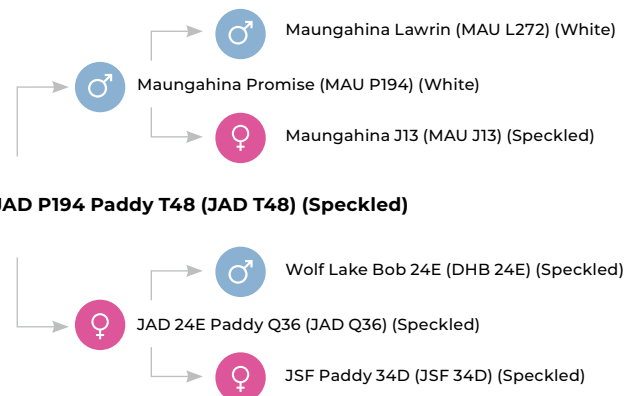 Maungahina Lawrin (MAU L272) (White)
Maungahina Promise (MAU P194) (White)
Maungahina J13 (MAU J13) (Speckled)
JAD P194 Paddy T48 (JAD T48) (Speckled)
Wolf Lake Bob 24E (DHB 24E) (Speckled)
JAD 24E Paddy Q36 (JAD Q36) (Speckled)
JSF Paddy 34D (JSF 34D) (Speckled)